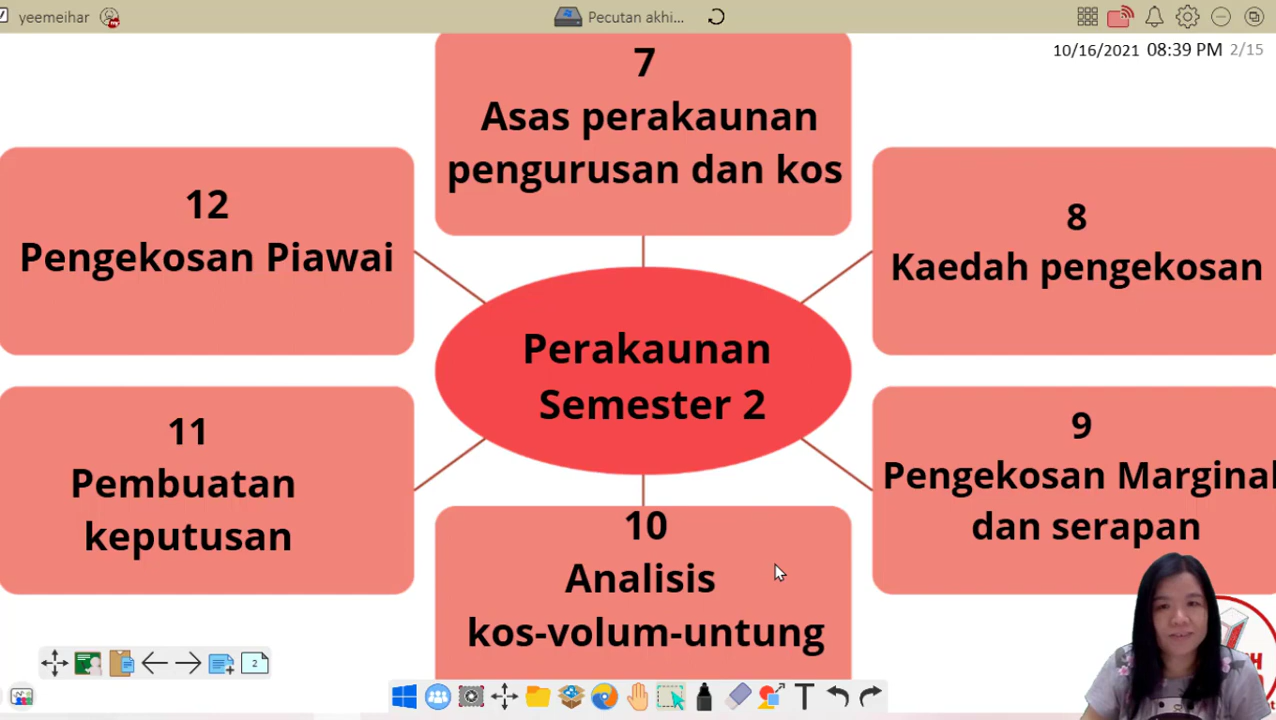 yeemeihar
Pecutan akhi...
10/16/2021 08:39 PM 2/15
7
Asas perakaunan
pengurusan dan kos
12
Pengekosan Piawai
8
Kaedah pengekosan
Perakaunan
Semester 2
11
Pembuatan
keputusan
9
Pengekosan Marginal
dan serapan
10
Analisis
kos-volum-untung
2